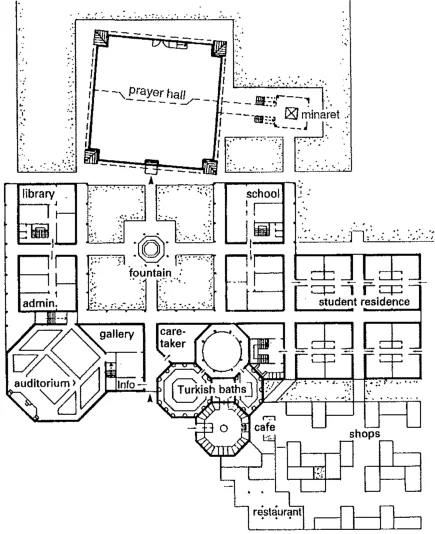 prayer hall
minaret
library
school
fountain
admin.
student residence
gallery
care-
taker
auditorium
Info
Turkish baths
cafe
shops
restaurant